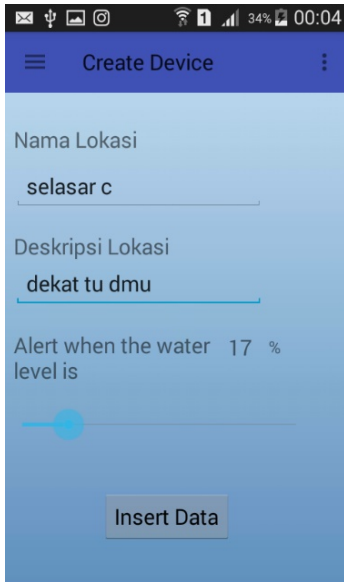 1 34% 00:04
Create Device
Nama Lokasi
selasar c
Deskripsi Lokasi
dekat tu dmu
Alert when the water 17 %
level is
Insert Data